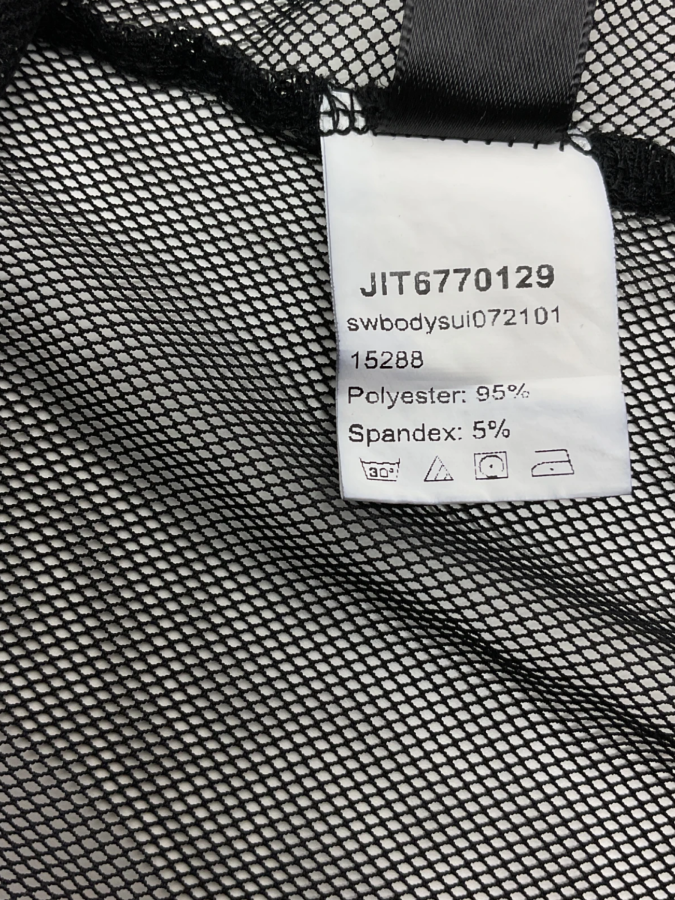 JIT6770129
swbodysui072101
15288
Polyester: 95%
Spandex: 5%
30°